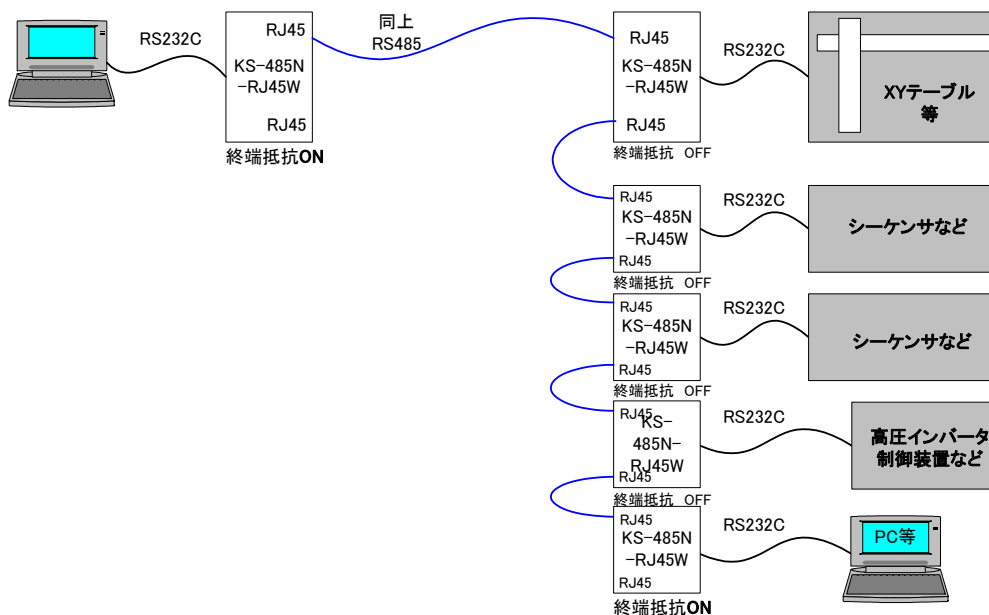 RS232C
RJ45
KS-485N
-RJ45W
RJ45
終端抵抗ON
同上
RS485
RJ45
KS-485N
-RJ45W
RJ45
終端抵抗 OFF
RS232C
XYテーブル
等
RJ45
KS-485N
-RJ45W
RJ45
終端抵抗 OFF
RS232C
シーケンサなど
RJ45
KS-485N
-RJ45W
RJ45
終端抵抗 OFF
RS232C
シーケンサなど
RJ45
KS-
485N-
RJ45W
RJ45
終端抵抗 OFF
RS232C
高圧インバータ
制御装置など
RJ45
KS-485N
-RJ45W
RJ45
終端抵抗ON
RS232C
PC等